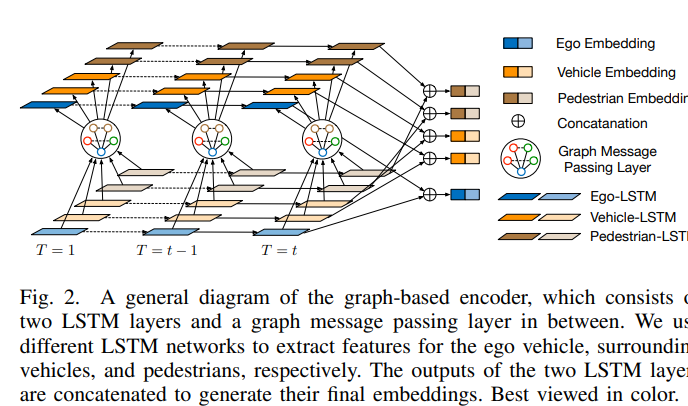 Ego Embedding
Vehicle Embedding
Pedestrian Embeddin
Concatanation
Graph Message
Passing Layer
Ego-LSTM
Vehicle-LSTM
Pedestrian-LST
T = 1
T = t − 1
T = t
Fig. 2. A general diagram of the graph-based encoder, which consists
two LSTM layers and a graph message passing layer in between. We us
different LSTM networks to extract features for the ego vehicle, surroundin
vehicles, and pedestrians, respectively. The outputs of the two LSTM layer
are concatenated to generate their final embeddings. Best viewed in color.